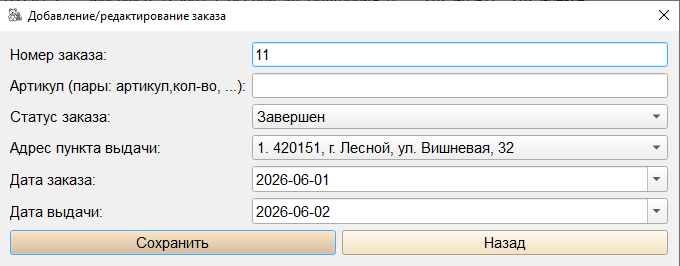 Добавление/редактирование заказа
Номер заказа: 11
Артикул (пары: артикул,кол-во, ...):
Статус заказа: Завершен
Адрес пункта выдачи: 1. 420151, г. Лесной, ул. Вишневая, 32
Дата заказа: 2026-06-01
Дата выдачи: 2026-06-02
Сохранить Назад